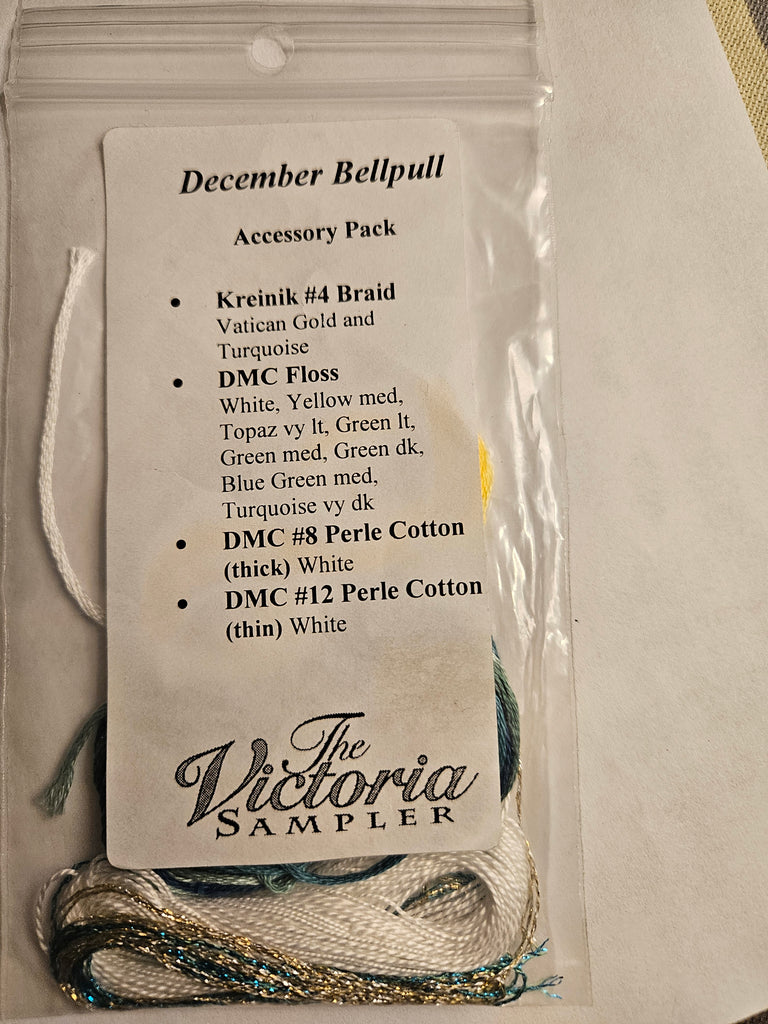 December Bellpull
Accessory Pack
• Kreinik #4 Braid
Vatican Gold and
Turquoise
• DMC Floss
White, Yellow med,
Topaz vy lt, Green lt,
Green med, Green dk,
Blue Green med,
Turquoise vy dk
• DMC #8 Perle Cotton
(thick) White
• DMC #12 Perle Cotton
(thin) White
The
Victoria
SAMPLER